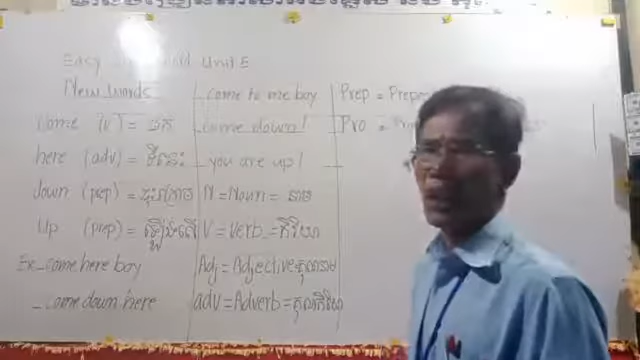 Easy Unit E
New words
come (v) = មក
here (adv) = ទីនេះ
down (prep) = ចុះក្រោម
up (prep) = ឡើងលើ
Ex_ come here boy
_ come down here
come to me boy
come down!
you are up!
N = Noun = នាម
V = verb = កិរិយា
Adj = Adjective គុណនាម
adv = Adverb = គុណកិរិយា
Prep =
Pro =